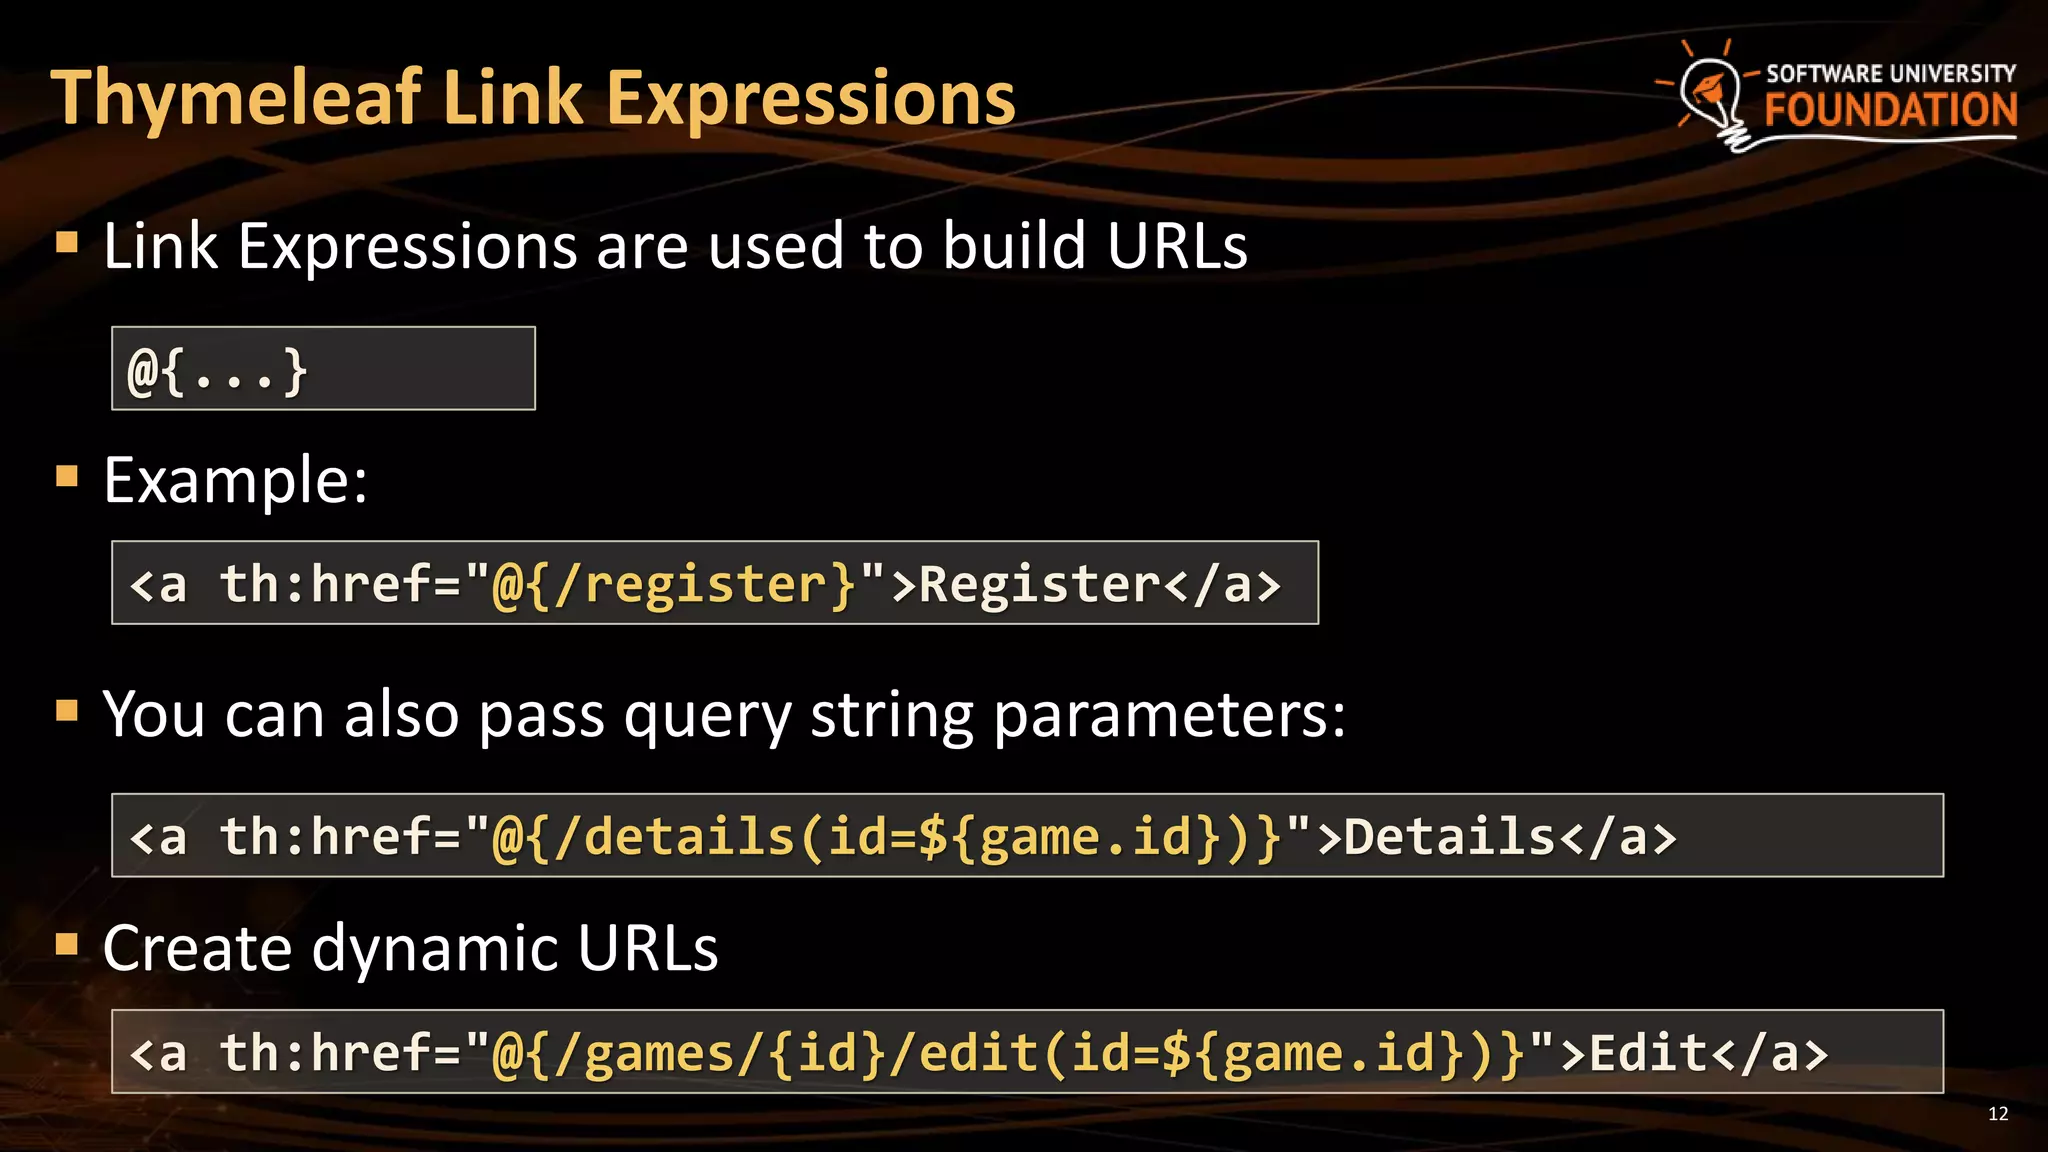 Thymeleaf Link Expressions
SOFTWARE UNIVERSITY
FOUNDATION
▪ Link Expressions are used to build URLs
@{...}
▪ Example:
<a th:href="@{/register}">Register</a>
▪ You can also pass query string parameters:
<a th:href="@{/details(id=${game.id})}">Details</a>
▪ Create dynamic URLs
<a th:href="@{/games/{id}/edit(id=${game.id})}">Edit</a>
12